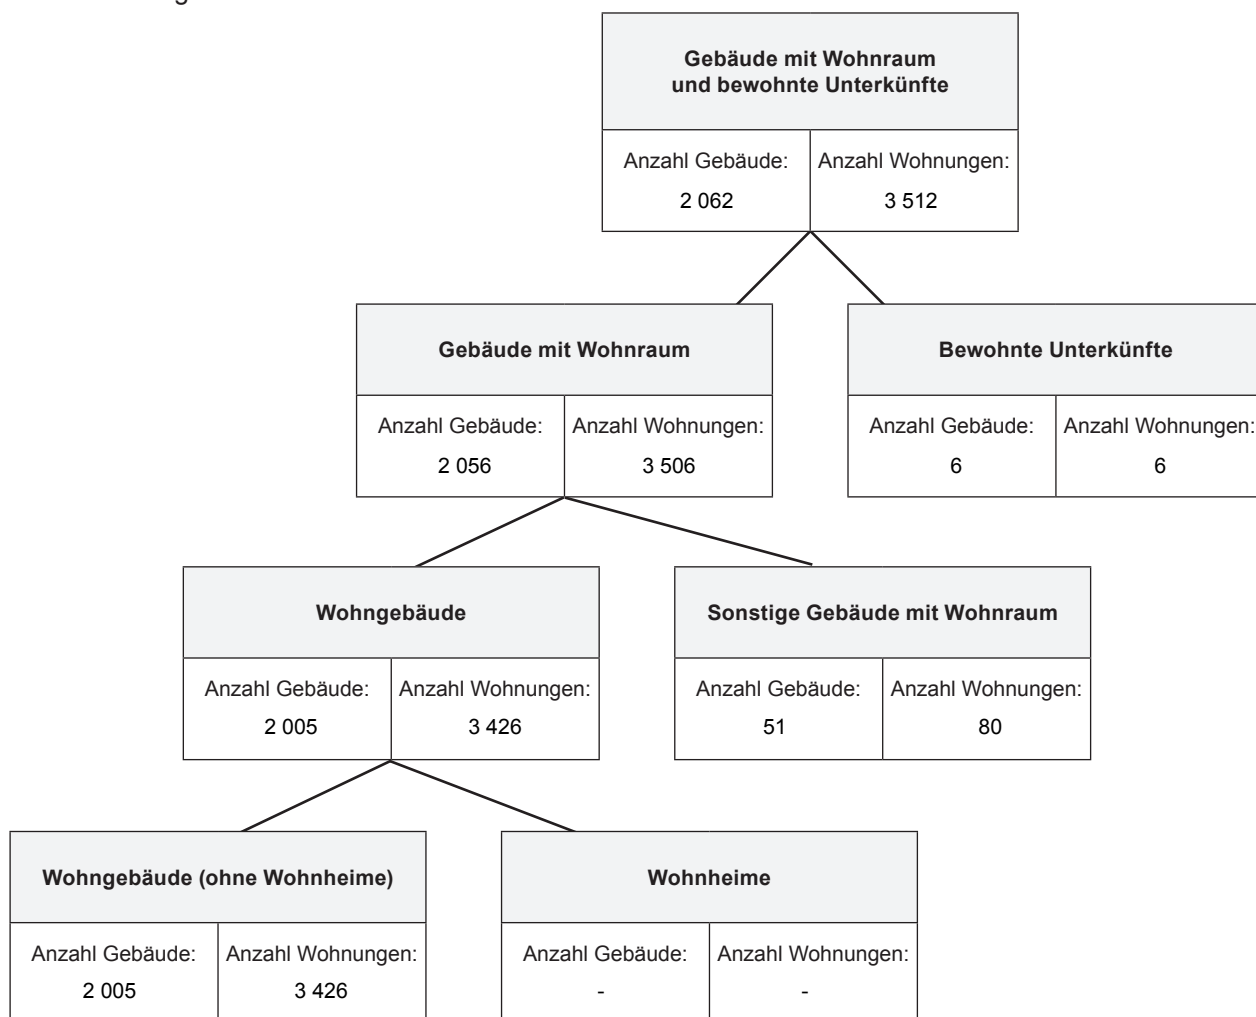 Gebäude mit Wohnraum
und bewohnte Unterkünfte
Anzahl Gebäude: Anzahl Wohnungen:
2 062 3 512
Gebäude mit Wohnraum Bewohnte Unterkünfte
Anzahl Gebäude: Anzahl Wohnungen: Anzahl Gebäude: Anzahl Wohnungen:
2 056 3 506 6 6
Wohngebäude Sonstige Gebäude mit Wohnraum
Anzahl Gebäude: Anzahl Wohnungen: Anzahl Gebäude: Anzahl Wohnungen:
2 005 3 426 51 80
Wohngebäude (ohne Wohnheime) Wohnheime
Anzahl Gebäude: Anzahl Wohnungen: Anzahl Gebäude: Anzahl Wohnungen:
2 005 3 426 - -